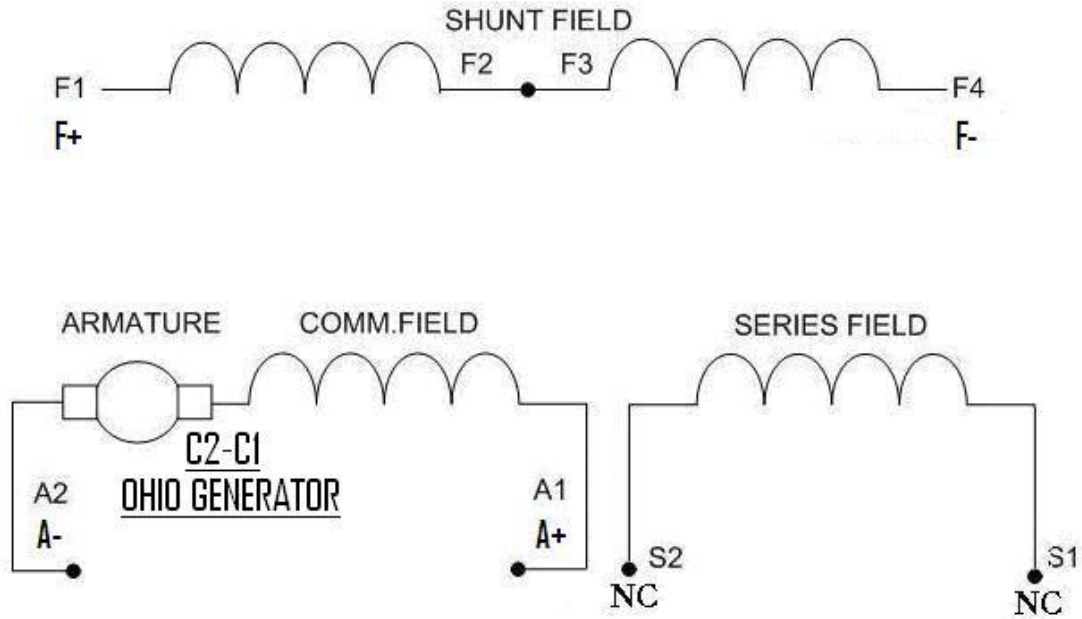 SHUNT FIELD
F1 F2 F3 F4
F+ F-
ARMATURE COMM.FIELD SERIES FIELD
C2-C1
OHIO GENERATOR
A2 A1
A- A+
S2 S1
NC NC